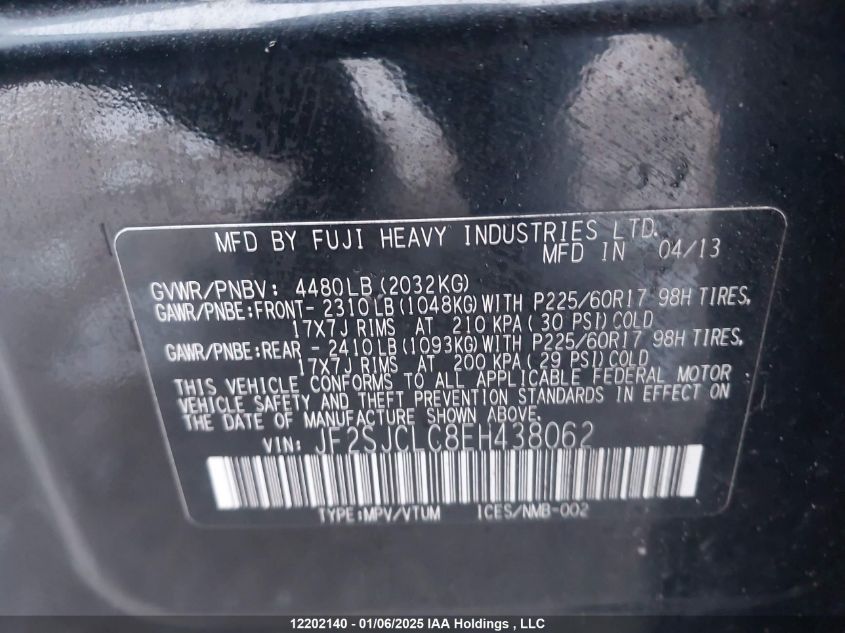 MFD BY FUJI HEAVY INDUSTRIES LTD.
MFD IN 04/13
GVWR/PNBV: 4480LB(2032KG)
GAWR/PNBE:FRONT- 2310LB(1048KG)WITH P225/60R17 98H TIRES,
17X7J RIMS AT 210 KPA( 30 PSI)COLD
GAWR/PNBE:REAR - 2410LB(1093KG)WITH P225/60R17 98H TIRES,
17X7J RIMS AT 200 KPA( 29 PSI)COLD
THIS VEHICLE CONFORMS TO ALL APPLICABLE FEDERAL MOTOR
VEHICLE SAFETY AND THEFT PREVENTION STANDARDS IN EFFECT ON
THE DATE OF MANUFACTURE SHOWN ABOVE.
VIN: JF2SJCLC8EH438062
TYPE:MPV/VTUM ICES/NMB-002
12202140 - 01/06/2025 IAA Holdings , LLC